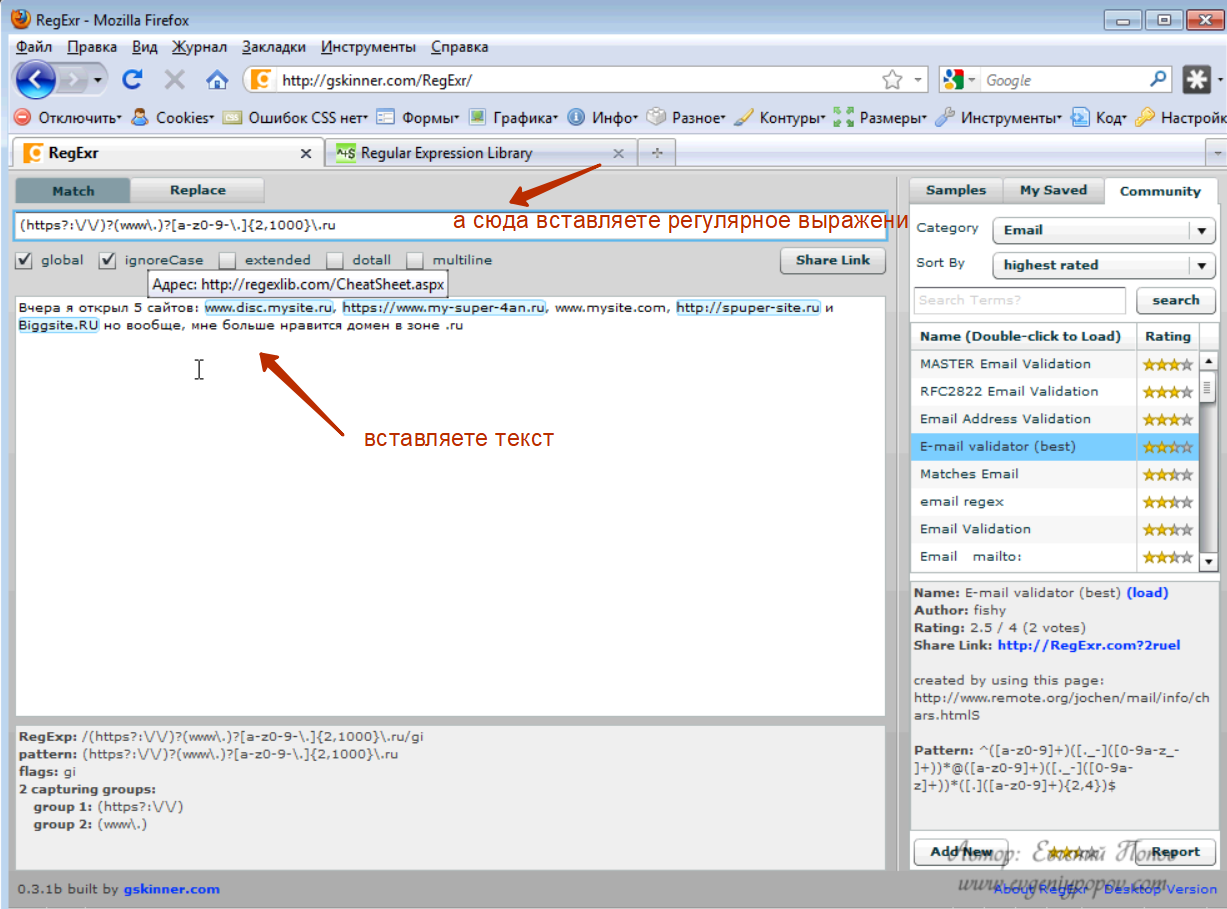 RegExr - Mozilla Firefox
Файл Правка Вид Журнал Закладки Инструменты Справка
http://gskinner.com/RegExr/
Google
Отключить Cookies CSS Ошибок CSS нет Формы Графика Инфо Разное Контуры Размеры Инструменты Код Настройк
RegExr
Regular Expression Library
Match Replace
Samples My Saved Community
(https?:\/\/)?(www\.)?[a-z0-9-\.]{2,1000}\.ru
а сюда вставляете регулярное выражени
Category Email
global ignoreCase extended dotall multiline Share Link
Sort By highest rated
Адрес: http://regexlib.com/CheatSheet.aspx
Search Terms? search
Вчера я открыл 5 сайтов: www.disc.mysite.ru, https://www.my-super-4an.ru, www.mysite.com, http://spuper-site.ru и
Biggsite.RU но вообще, мне больше нравится домен в зоне .ru
вставляете текст
Name (Double-click to Load) Rating
MASTER Email Validation
RFC2822 Email Validation
Email Address Validation
E-mail validator (best)
Matches Email
email regex
Email Validation
Email mailto:
Name: E-mail validator (best) (load)
Author: fishy
Rating: 2.5 / 4 (2 votes)
Share Link: http://RegExr.com?2ruel
created by using this page:
http://www.remote.org/jochen/mail/info/ch
ars.htmlS
Pattern: ^([a-z0-9]+)([._-]([0-9a-z_-
]+))*@([a-z0-9]+)([._-]([0-9a-
z]+))*([.]([a-z0-9]+){2,4})$
RegExp: /(https?:\/\/)?(www\.)?[a-z0-9-\.]{2,1000}\.ru/gi
pattern: (https?:\/\/)?(www\.)?[a-z0-9-\.]{2,1000}\.ru
flags: gi
2 capturing groups:
group 1: (https?:\/\/)
group 2: (www\.)
Add New Report
Автор: Евгений Попов
www.evgeniypopov.com
0.3.1b built by gskinner.com
About RegExr Desktop Version